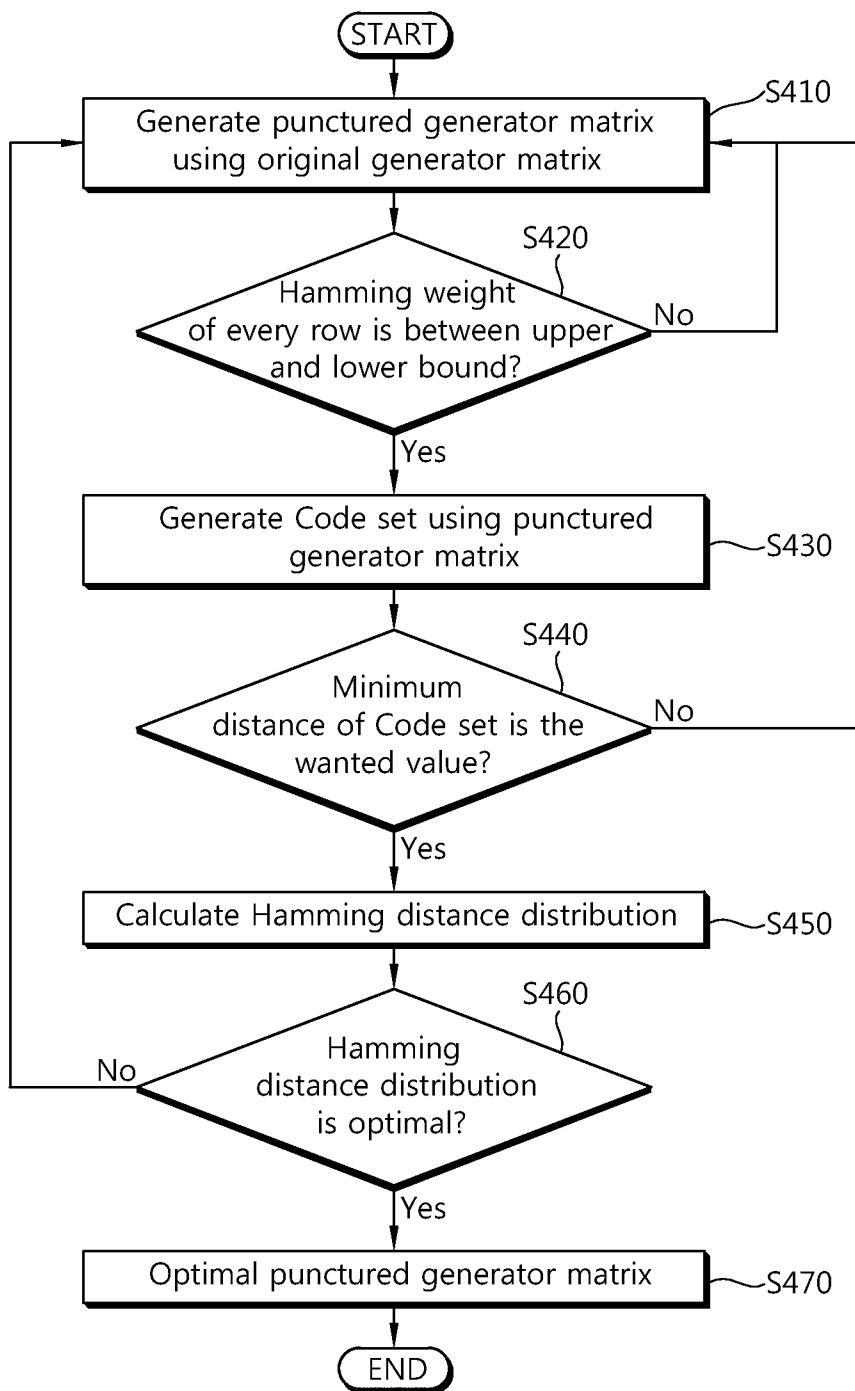 START
S410
Generate punctured generator matrix
using original generator matrix
S420
Hamming weight
of every row is between upper
and lower bound?
No
Yes
Generate Code set using punctured
generator matrix
S430
S440
Minimum
distance of Code set is the
wanted value?
No
Yes
Calculate Hamming distance distribution
S450
S460
Hamming
distance distribution
is optimal?
No
Yes
Optimal punctured generator matrix
S470
END